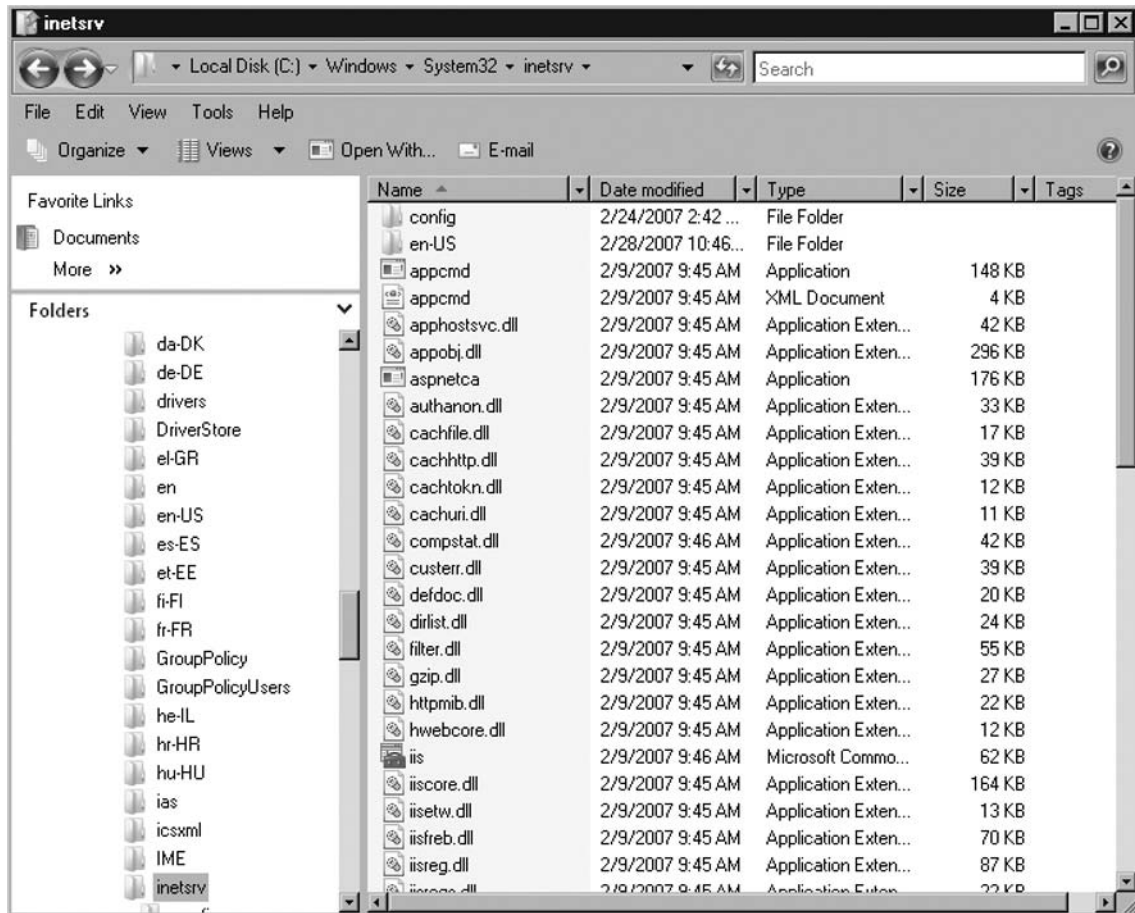 inetsrv
Local Disk (C:) Windows System32 inetsrv Search
File Edit View Tools Help
Organize Views Open With... E-mail
Favorite Links
Documents
More »
Folders
da-DK
de-DE
drivers
DriverStore
el-GR
en
en-US
es-ES
et-EE
fi-FI
fr-FR
GroupPolicy
GroupPolicyUsers
he-IL
hr-HR
hu-HU
ias
icsxml
IME
inetsrv
Name Date modified Type Size Tags
config 2/24/2007 2:42 ... File Folder
en-US 2/28/2007 10:46... File Folder
appcmd 2/9/2007 9:45 AM Application 148 KB
appcmd 2/9/2007 9:45 AM XML Document 4 KB
apphostsvc.dll 2/9/2007 9:45 AM Application Exten... 42 KB
appobj.dll 2/9/2007 9:45 AM Application Exten... 296 KB
aspnetca 2/9/2007 9:45 AM Application 176 KB
authanon.dll 2/9/2007 9:45 AM Application Exten... 33 KB
cachfile.dll 2/9/2007 9:45 AM Application Exten... 17 KB
cachhttp.dll 2/9/2007 9:45 AM Application Exten... 39 KB
cachtokn.dll 2/9/2007 9:45 AM Application Exten... 12 KB
cachuri.dll 2/9/2007 9:45 AM Application Exten... 11 KB
compstat.dll 2/9/2007 9:46 AM Application Exten... 42 KB
custerr.dll 2/9/2007 9:45 AM Application Exten... 39 KB
defdoc.dll 2/9/2007 9:45 AM Application Exten... 20 KB
dirlist.dll 2/9/2007 9:45 AM Application Exten... 24 KB
filter.dll 2/9/2007 9:45 AM Application Exten... 55 KB
gzip.dll 2/9/2007 9:45 AM Application Exten... 27 KB
httpmib.dll 2/9/2007 9:45 AM Application Exten... 22 KB
hwebcore.dll 2/9/2007 9:45 AM Application Exten... 12 KB
iis 2/9/2007 9:46 AM Microsoft Commo... 62 KB
iiscore.dll 2/9/2007 9:45 AM Application Exten... 164 KB
iisetw.dll 2/9/2007 9:45 AM Application Exten... 13 KB
iisfreb.dll 2/9/2007 9:45 AM Application Exten... 70 KB
iisreg.dll 2/9/2007 9:45 AM Application Exten... 87 KB
2/9/2007 9:45 AM Application Exten... 22 KB